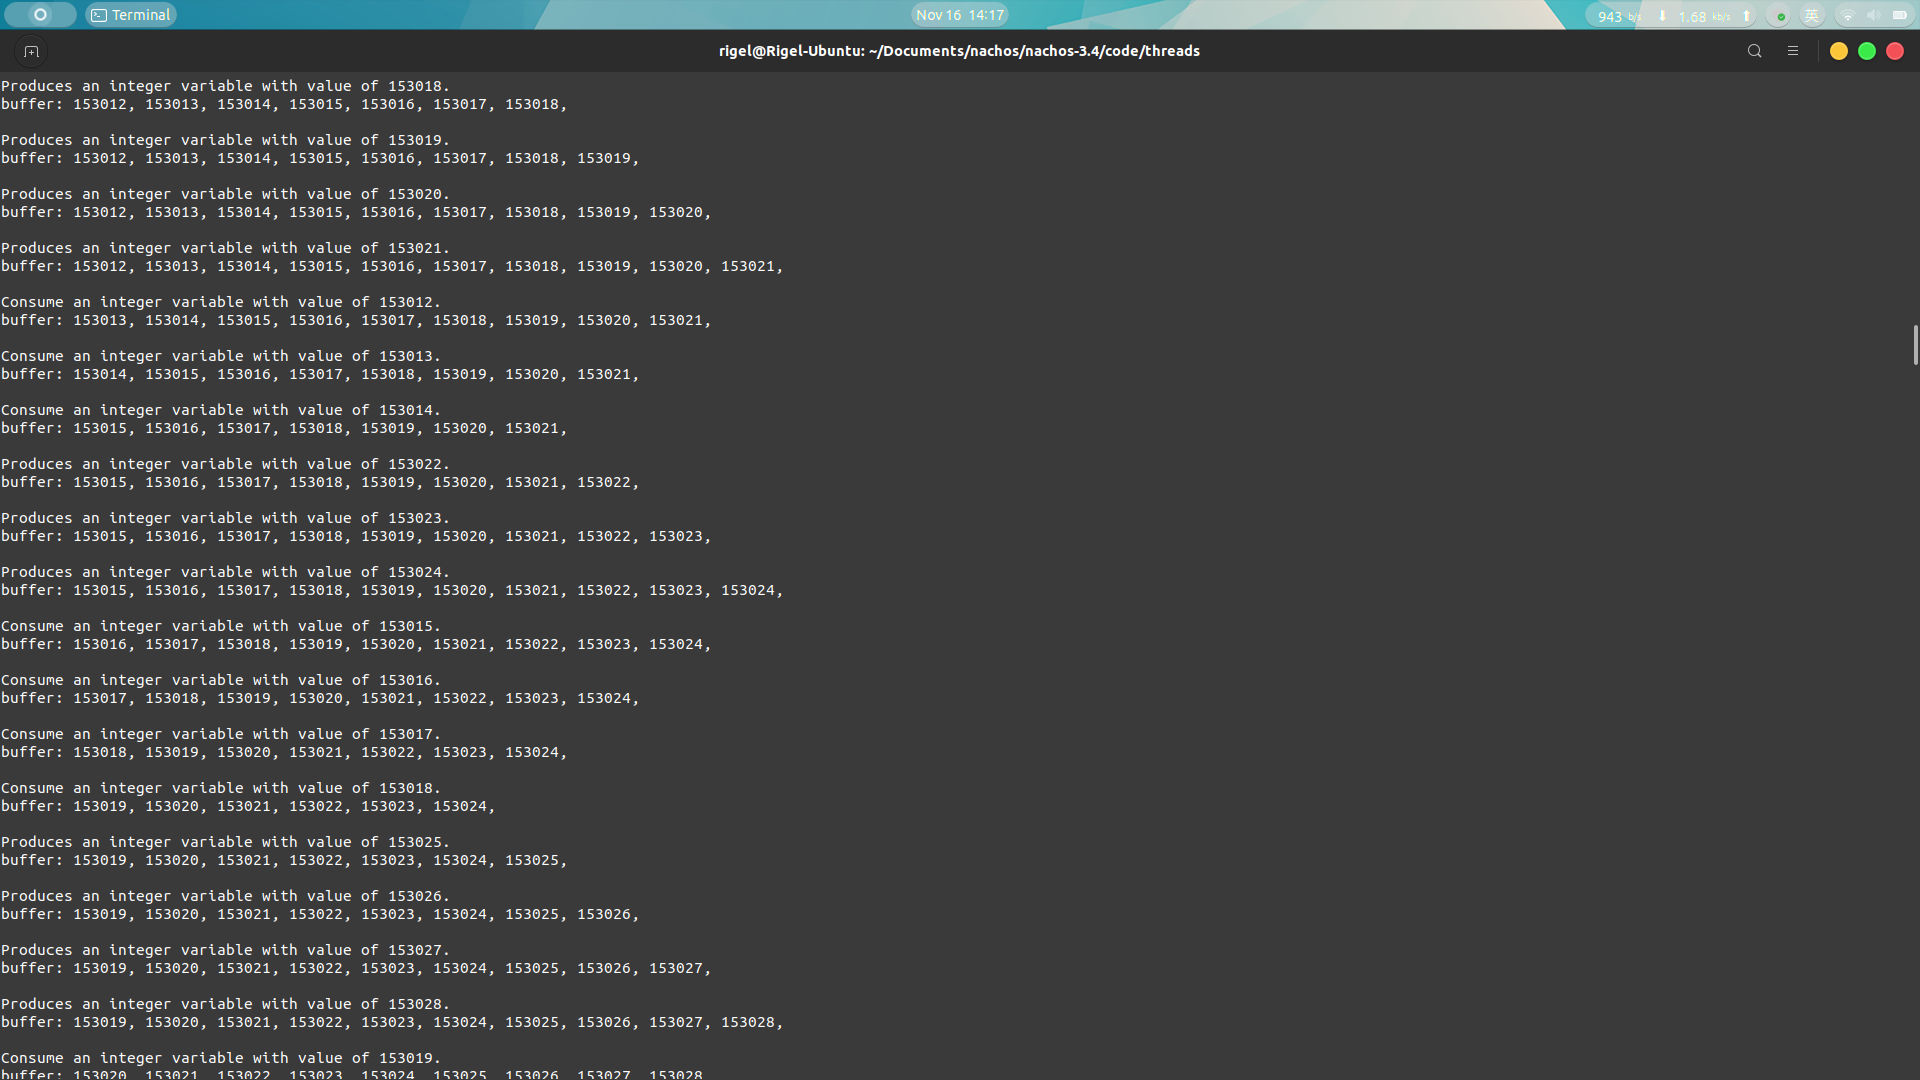 Terminal
Nov 16 14:17
943 b/s 1.68 kb/s 英
rigel@Rigel-Ubuntu: ~/Documents/nachos/nachos-3.4/code/threads
Produces an integer variable with value of 153018.
buffer: 153012, 153013, 153014, 153015, 153016, 153017, 153018,
Produces an integer variable with value of 153019.
buffer: 153012, 153013, 153014, 153015, 153016, 153017, 153018, 153019,
Produces an integer variable with value of 153020.
buffer: 153012, 153013, 153014, 153015, 153016, 153017, 153018, 153019, 153020,
Produces an integer variable with value of 153021.
buffer: 153012, 153013, 153014, 153015, 153016, 153017, 153018, 153019, 153020, 153021,
Consume an integer variable with value of 153012.
buffer: 153013, 153014, 153015, 153016, 153017, 153018, 153019, 153020, 153021,
Consume an integer variable with value of 153013.
buffer: 153014, 153015, 153016, 153017, 153018, 153019, 153020, 153021,
Consume an integer variable with value of 153014.
buffer: 153015, 153016, 153017, 153018, 153019, 153020, 153021,
Produces an integer variable with value of 153022.
buffer: 153015, 153016, 153017, 153018, 153019, 153020, 153021, 153022,
Produces an integer variable with value of 153023.
buffer: 153015, 153016, 153017, 153018, 153019, 153020, 153021, 153022, 153023,
Produces an integer variable with value of 153024.
buffer: 153015, 153016, 153017, 153018, 153019, 153020, 153021, 153022, 153023, 153024,
Consume an integer variable with value of 153015.
buffer: 153016, 153017, 153018, 153019, 153020, 153021, 153022, 153023, 153024,
Consume an integer variable with value of 153016.
buffer: 153017, 153018, 153019, 153020, 153021, 153022, 153023, 153024,
Consume an integer variable with value of 153017.
buffer: 153018, 153019, 153020, 153021, 153022, 153023, 153024,
Consume an integer variable with value of 153018.
buffer: 153019, 153020, 153021, 153022, 153023, 153024,
Produces an integer variable with value of 153025.
buffer: 153019, 153020, 153021, 153022, 153023, 153024, 153025,
Produces an integer variable with value of 153026.
buffer: 153019, 153020, 153021, 153022, 153023, 153024, 153025, 153026,
Produces an integer variable with value of 153027.
buffer: 153019, 153020, 153021, 153022, 153023, 153024, 153025, 153026, 153027,
Produces an integer variable with value of 153028.
buffer: 153019, 153020, 153021, 153022, 153023, 153024, 153025, 153026, 153027, 153028,
Consume an integer variable with value of 153019.
buffer: 153020, 153021, 153022, 153023, 153024, 153025, 153026, 153027, 153028,